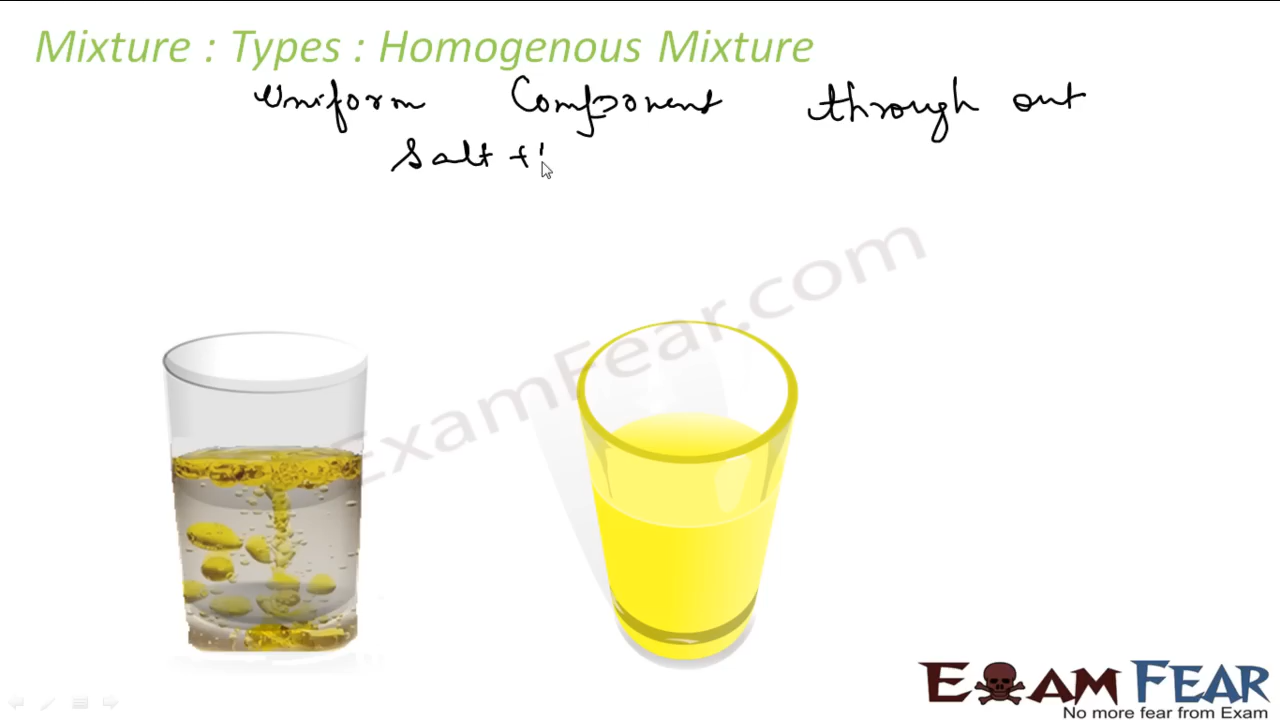 Mixture : Types : Homogenous Mixture
Uniform Component through out
Salt +
ExamFear.com
EXAM FEAR
No more fear from Exam